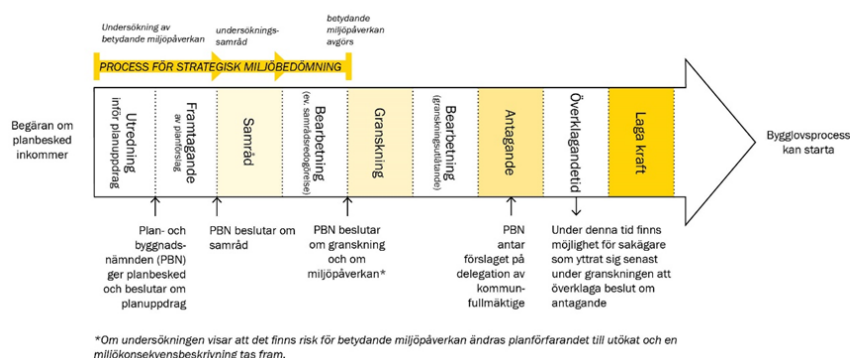 Undersökning av
betydande miljöpåverkan
undersöknings-
samråd
betydande
miljöpåverkan
avgörs
PROCESS FÖR STRATEGISK MILJÖBEDÖMNING
Begäran om
planbesked
inkommer
Utredning
inför planuppdrag
Framtagande
av planförslag
Samråd
Bearbetning
(ev. samrådsredogörelse)
Granskning
Bearbetning
(granskningsutlåtande)
Antagande
Överklagandetid
Laga kraft
Bygglovsprocess
kan starta
Plan- och
byggnads-
nämnden (PBN)
ger planbesked
och beslutar om
planuppdrag
PBN beslutar om
samråd
PBN beslutar
om granskning
och om
miljöpåverkan*
PBN
antar
förslaget på
delegation av
kommun-
fullmäktige
Under denna tid finns
möjlighet för sakägare
som yttrat sig senast
under granskningen att
överklaga beslut om
antagande
*Om undersökningen visar att det finns risk för betydande miljöpåverkan ändras planförfarandet till utökat och en
miljökonsekvensbeskrivning tas fram.